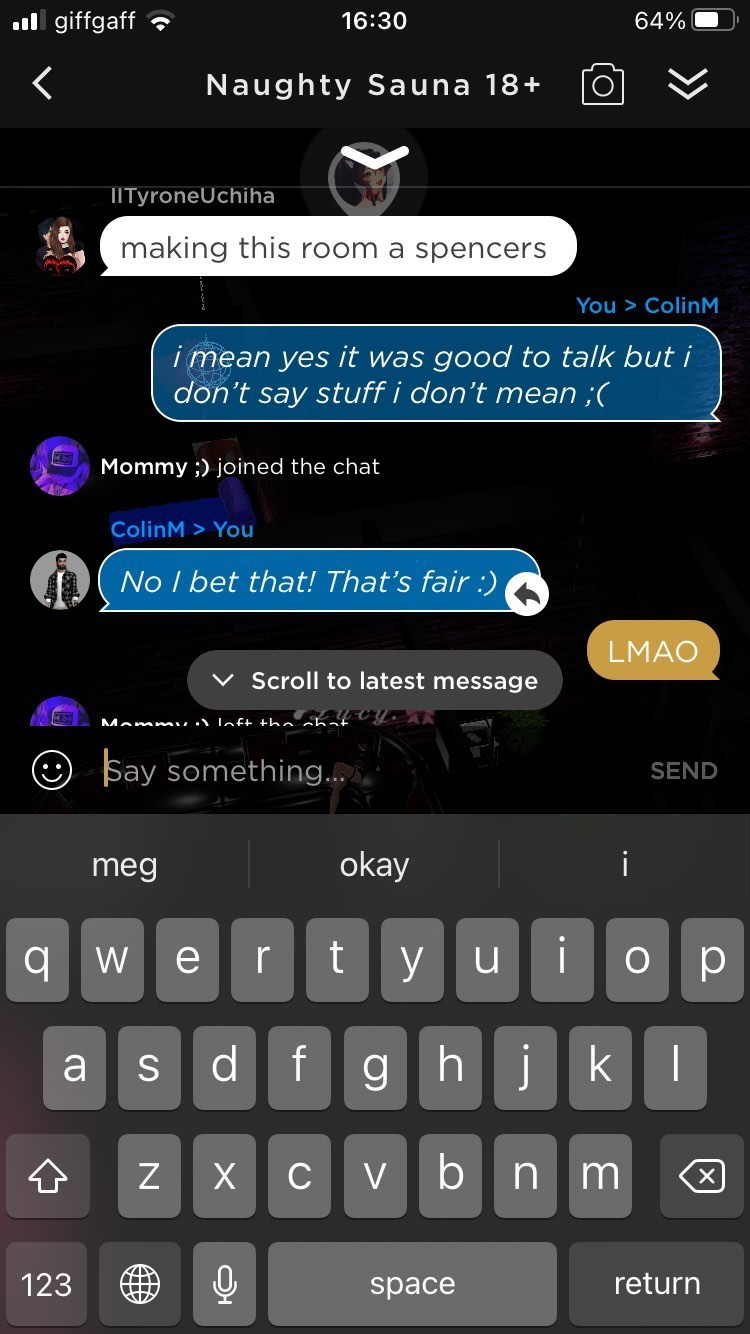 giffgaff
16:30
64%
Naughty Sauna 18+
IITyroneUchiha
making this room a spencers
You > ColinM
i mean yes it was good to talk but i
don't say stuff i don't mean ;(
Mommy ;) joined the chat
ColinM > You
No I bet that! That's fair :)
LMAO
Scroll to latest message
Mommy ;) left the chat
Say something...
SEND
meg okay i
q w e r t y u i o p
a s d f g h j k l
z x c v b n m
123 space return